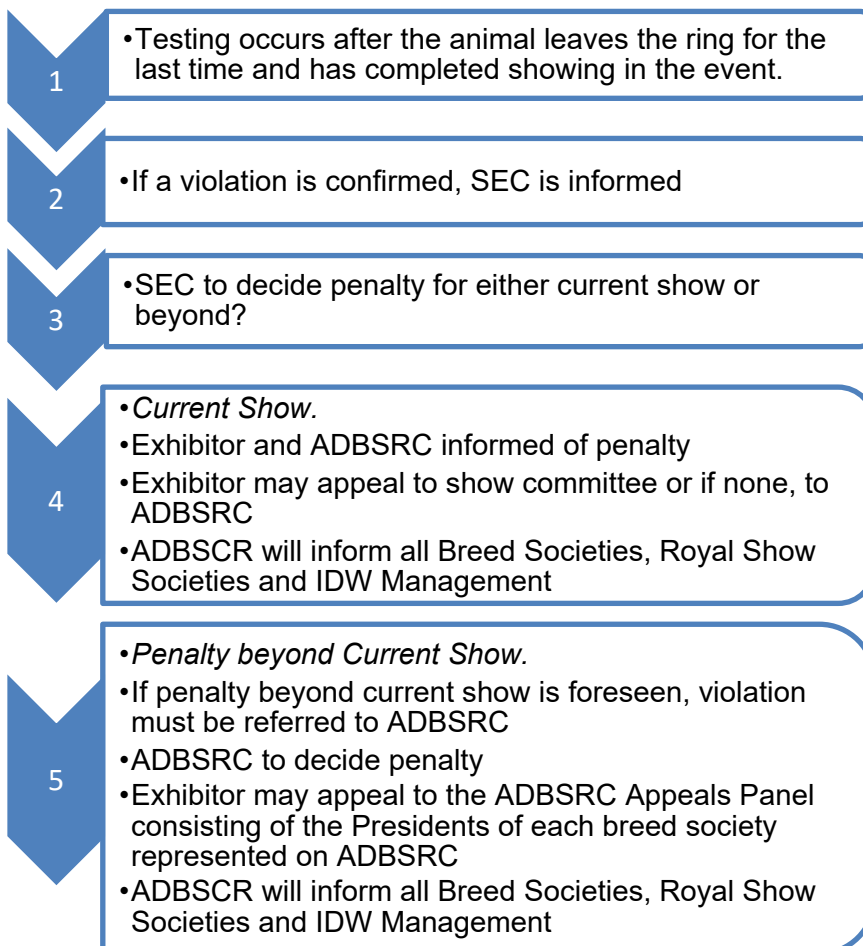 1
•Testing occurs after the animal leaves the ring for the
last time and has completed showing in the event.
2
•If a violation is confirmed, SEC is informed
3
•SEC to decide penalty for either current show or
beyond?
4
•Current Show.
•Exhibitor and ADBSRC informed of penalty
•Exhibitor may appeal to show committee or if none, to
ADBSRC
•ADBSCR will inform all Breed Societies, Royal Show
Societies and IDW Management
5
•Penalty beyond Current Show.
•If penalty beyond current show is foreseen, violation
must be referred to ADBSRC
•ADBSRC to decide penalty
•Exhibitor may appeal to the ADBSRC Appeals Panel
consisting of the Presidents of each breed society
represented on ADBSRC
•ADBSCR will inform all Breed Societies, Royal Show
Societies and IDW Management